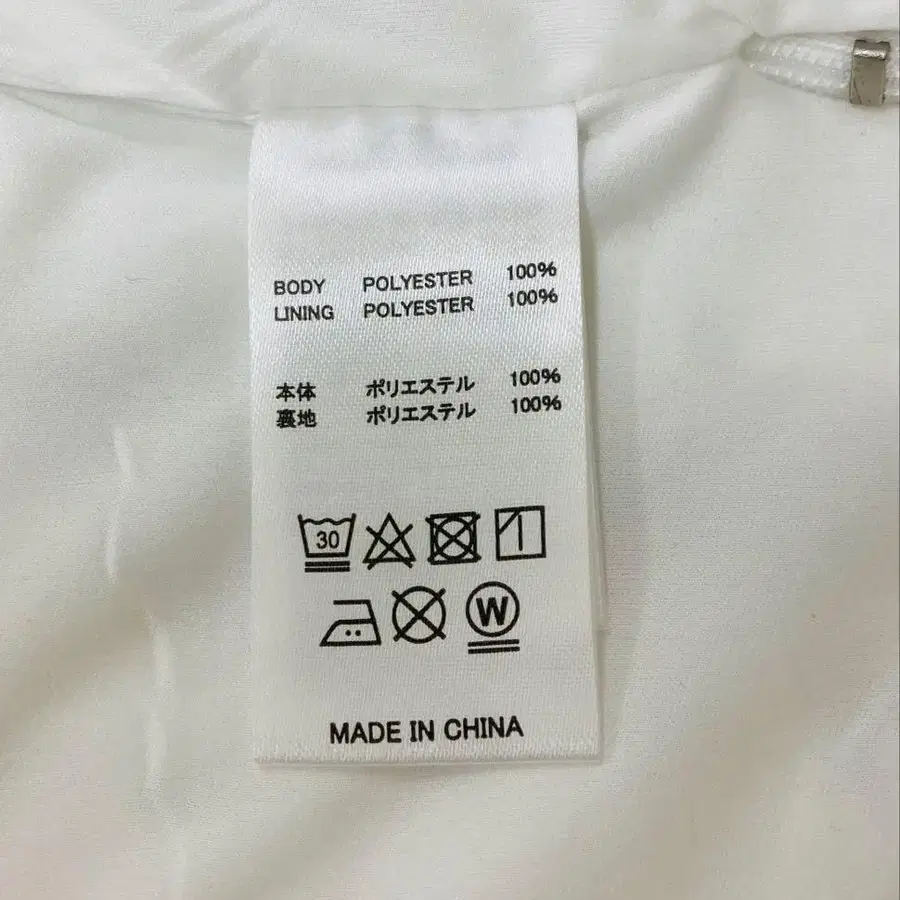 BODY POLYESTER 100%
LINING POLYESTER 100%
本体 ポリエステル 100%
裏地 ポリエステル 100%
30
W
MADE IN CHINA